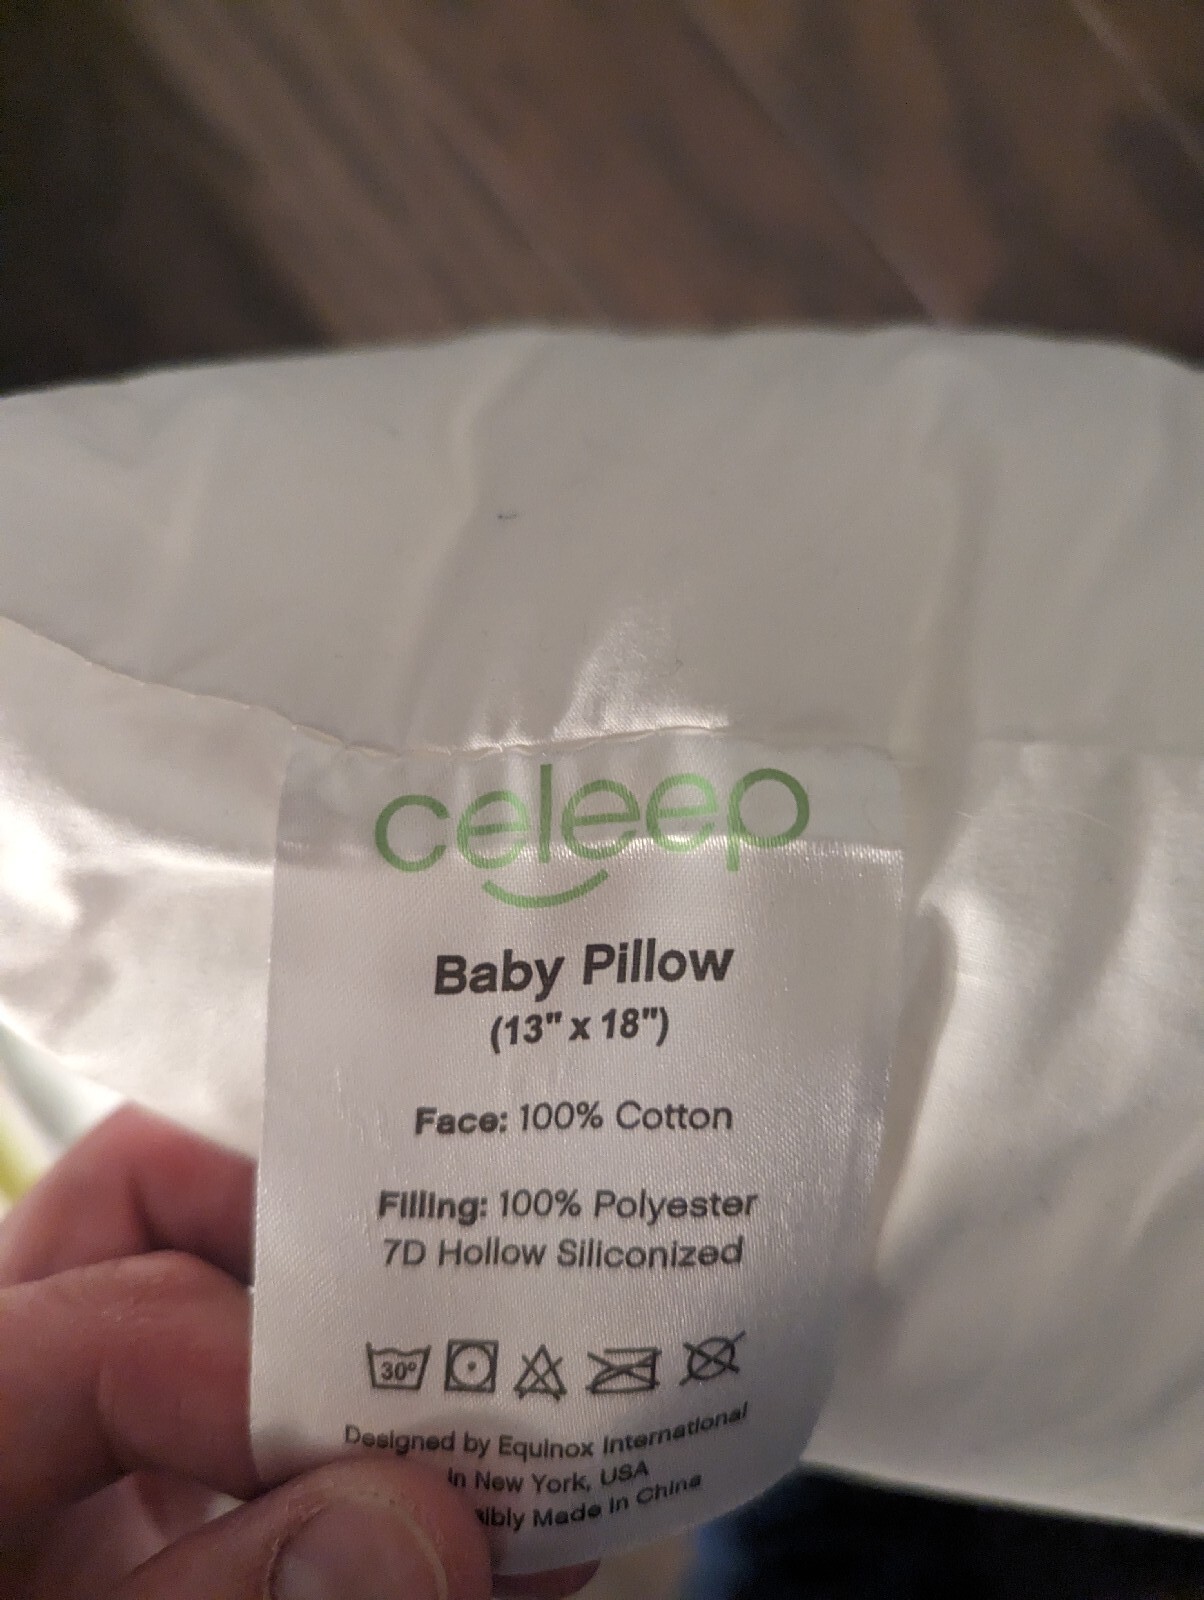 celeep
Baby Pillow
(13" x 18")
Face: 100% Cotton
Filling: 100% Polyester
7D Hollow Siliconized
30°
Designed by Equinox International
in New York, USA
Made in China